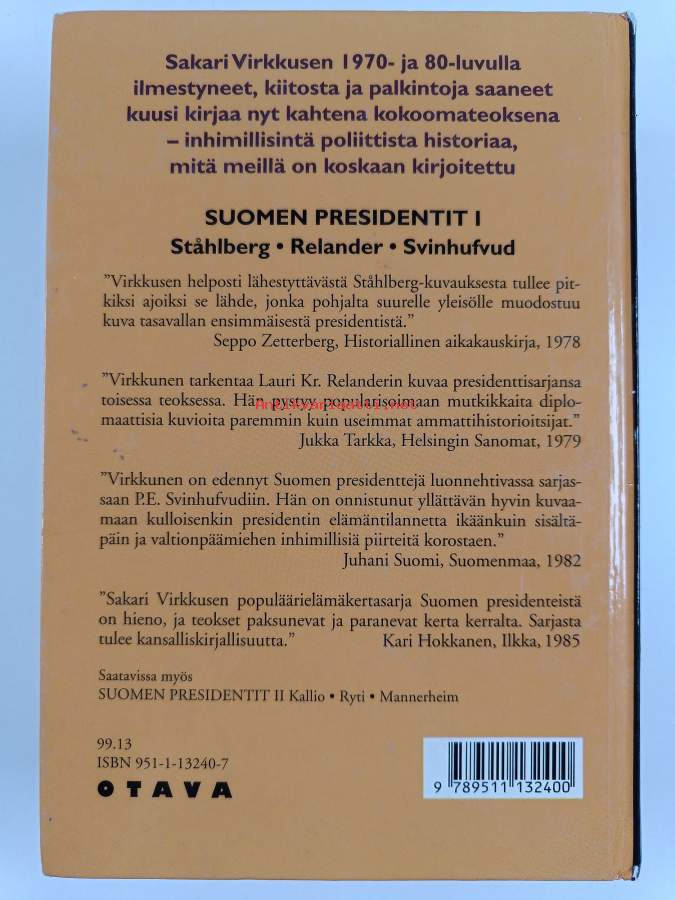 Sakari Virkkusen 1970- ja 80-luvulla
ilmestyneet, kiitosta ja palkintoja saaneet
kuusi kirjaa nyt kahtena kokoomateoksena
– inhimillisintä poliittista historiaa,
mitä meillä on koskaan kirjoitettu
SUOMEN PRESIDENTIT I
Ståhlberg • Relander • Svinhufvud
”Virkkusen helposti lähestyttävästä Ståhlberg-kuvauksesta tullee pit-
kiksi ajoiksi se lähde, jonka pohjalta suurelle yleisölle muodostuu
kuva tasavallan ensimmäisestä presidentistä.”
Seppo Zetterberg, Historiallinen aikakauskirja, 1978
”Virkkunen tarkentaa Lauri Kr. Relanderin kuvaa presidenttisarjansa
toisessa teoksessa. Hän pystyy popularisoimaan mutkikkaita diplo-
maattisia kuvioita paremmin kuin useimmat ammattihistorioitsijat.”
Jukka Tarkka, Helsingin Sanomat, 1979
”Virkkunen on edennyt Suomen presidenttejä luonnehtivassa sarjas-
saan P.E. Svinhufvudiin. Hän on onnistunut yllättävän hyvin kuvaa-
maan kulloisenkin presidentin elämäntilannetta ikäänkuin sisältä-
päin ja valtionpäämiehen inhimillisiä piirteitä korostaen.”
Juhani Suomi, Suomenmaa, 1982
”Sakari Virkkusen populäärielämäkertasarja Suomen presidenteistä
on hieno, ja teokset paksunevat ja paranevat kerta kerralta. Sarjasta
tulee kansalliskirjallisuutta.” Kari Hokkanen, Ilkka, 1985
Saatavissa myös
SUOMEN PRESIDENTIT II Kallio • Ryti • Mannerheim
99.13
ISBN 951-1-13240-7
OTAVA
9 789511 132400
Antikvariaatti.net